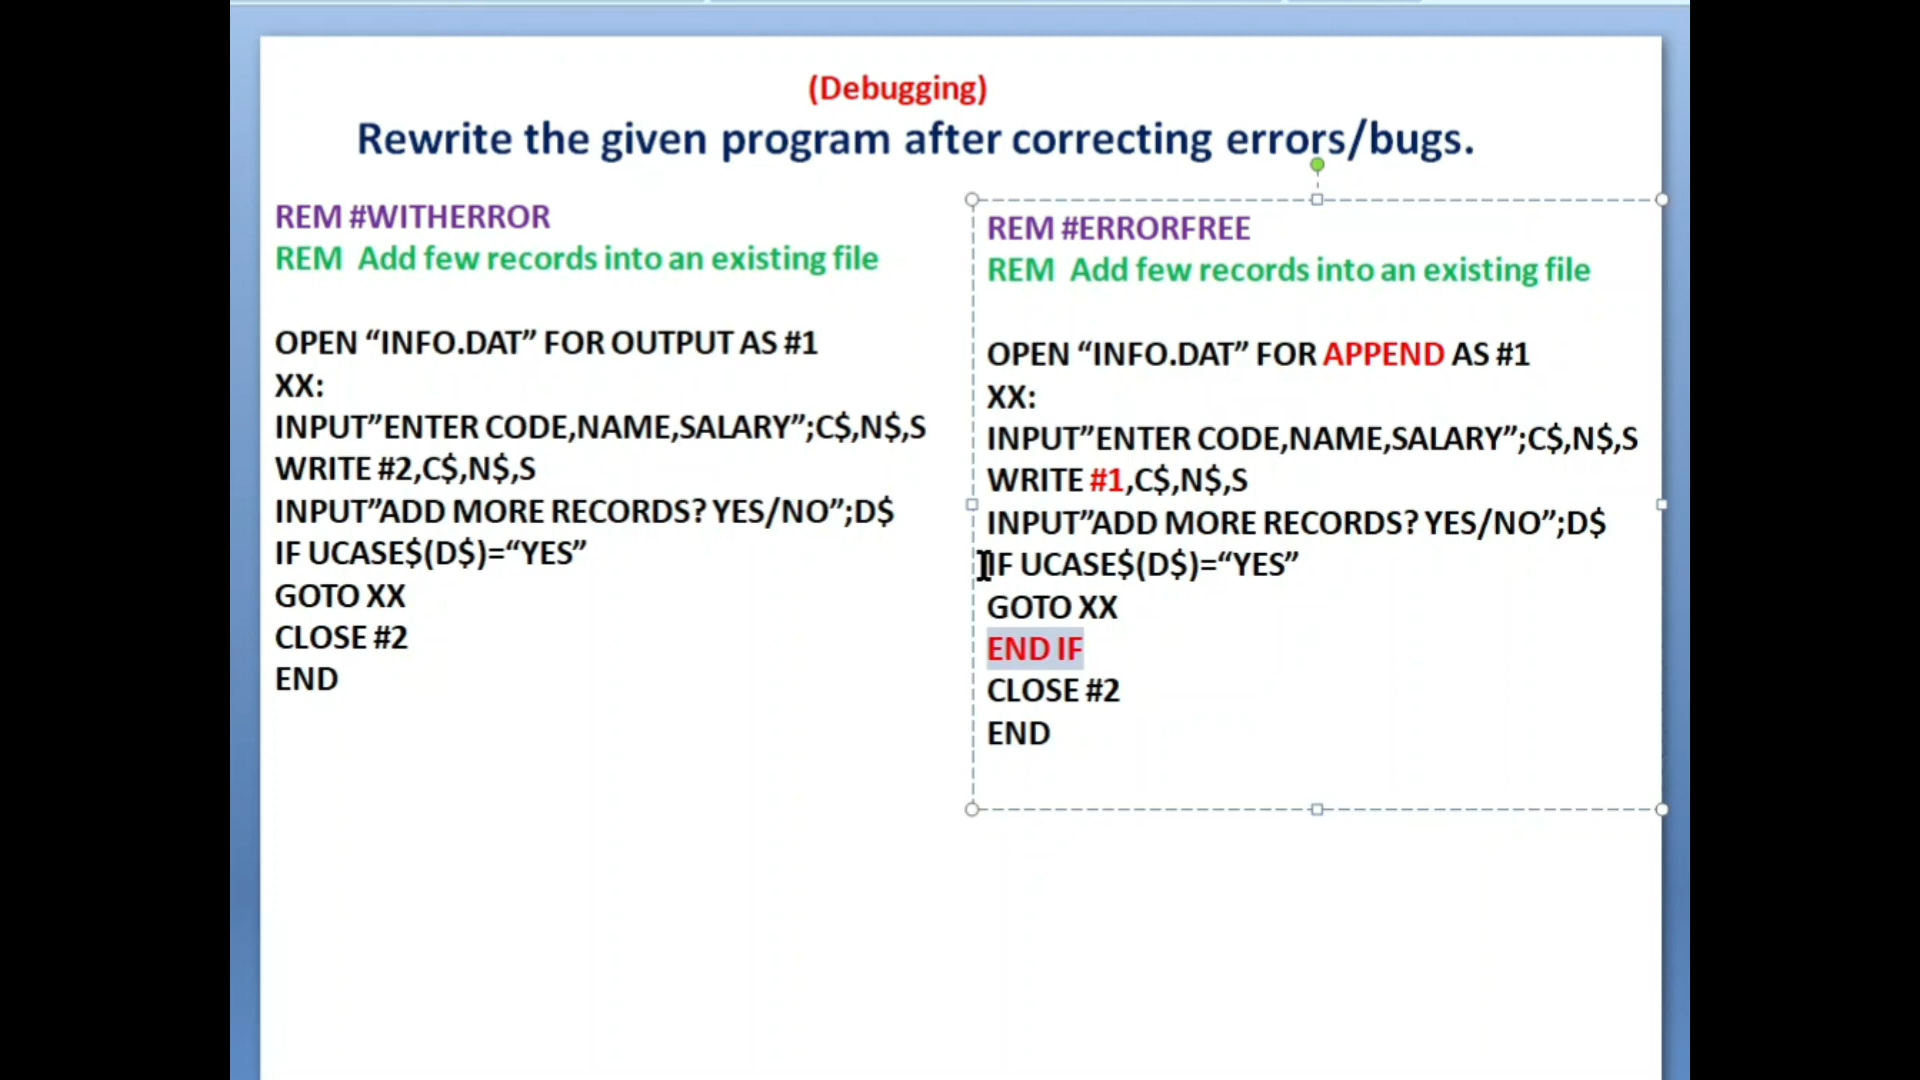 (Debugging)
Rewrite the given program after correcting errors/bugs.
REM #WITHERROR
REM  Add few records into an existing file
OPEN “INFO.DAT” FOR OUTPUT AS #1
XX:
INPUT”ENTER CODE,NAME,SALARY”;C$,N$,S
WRITE #2,C$,N$,S
INPUT”ADD MORE RECORDS? YES/NO”;D$
IF UCASE$(D$)=“YES”
GOTO XX
CLOSE #2
END
REM #ERRORFREE
REM  Add few records into an existing file
OPEN “INFO.DAT” FOR APPEND AS #1
XX:
INPUT”ENTER CODE,NAME,SALARY”;C$,N$,S
WRITE #1,C$,N$,S
INPUT”ADD MORE RECORDS? YES/NO”;D$
IF UCASE$(D$)=“YES”
GOTO XX
END IF
CLOSE #2
END